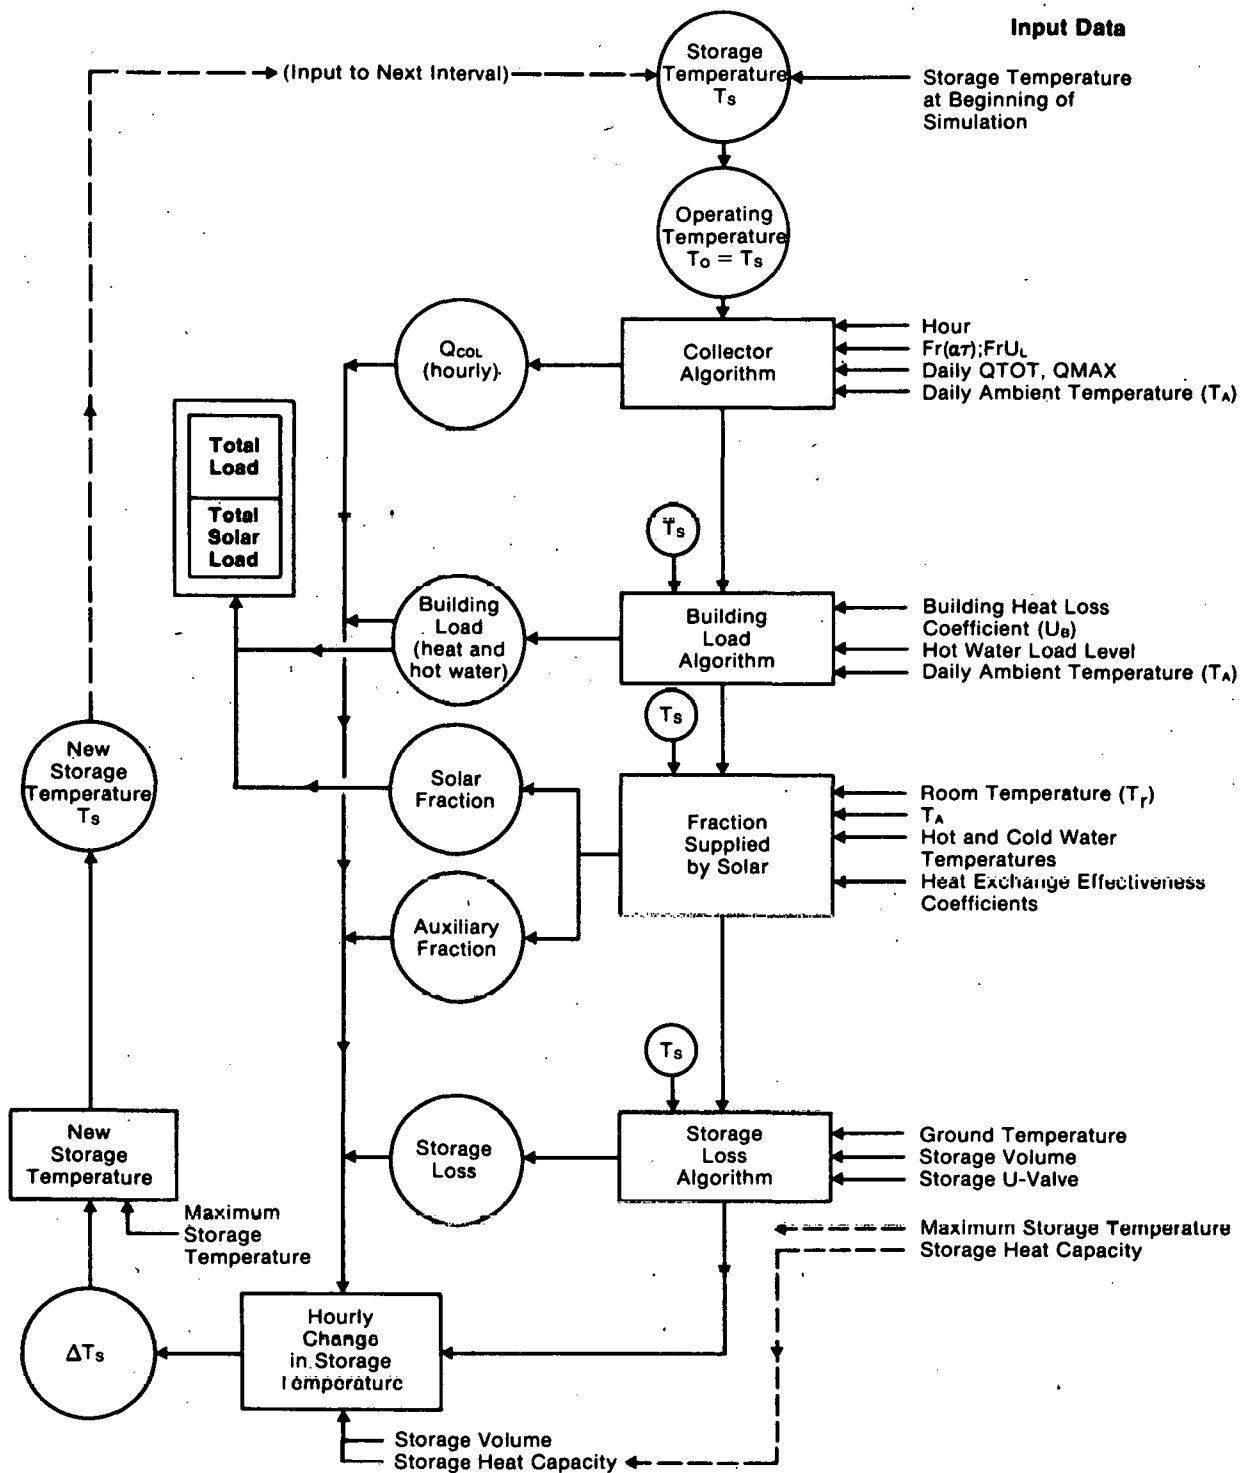 Input Data
Storage
Temperature
Ts
(Input to Next Interval)
Storage Temperature
at Beginning of
Simulation
Operating
Temperature
To = Ts
QCOL
(hourly)
Collector
Algorithm
Hour
Fr(ατ);FrUL
Daily QTOT, QMAX
Daily Ambient Temperature (TA)
Total
Load
Total
Solar
Load
Ts
Building
Load
(heat and
hot water)
Building
Load
Algorithm
Building Heat Loss
Coefficient (UB)
Hot Water Load Level
Daily Ambient Temperature (TA)
Ts
New
Storage
Temperature
Ts
Solar
Fraction
Fraction
Supplied
by Solar
Room Temperature (Tr)
TA
Hot and Cold Water
Temperatures
Heat Exchange Effectiveness
Coefficients
Auxiliary
Fraction
Ts
New
Storage
Temperature
Storage
Loss
Storage
Loss
Algorithm
Ground Temperature
Storage Volume
Storage U-Valve
Maximum
Storage
Temperature
Maximum Storage Temperature
Storage Heat Capacity
ΔTs
Hourly
Change
in Storage
Temperature
Storage Volume
Storage Heat Capacity